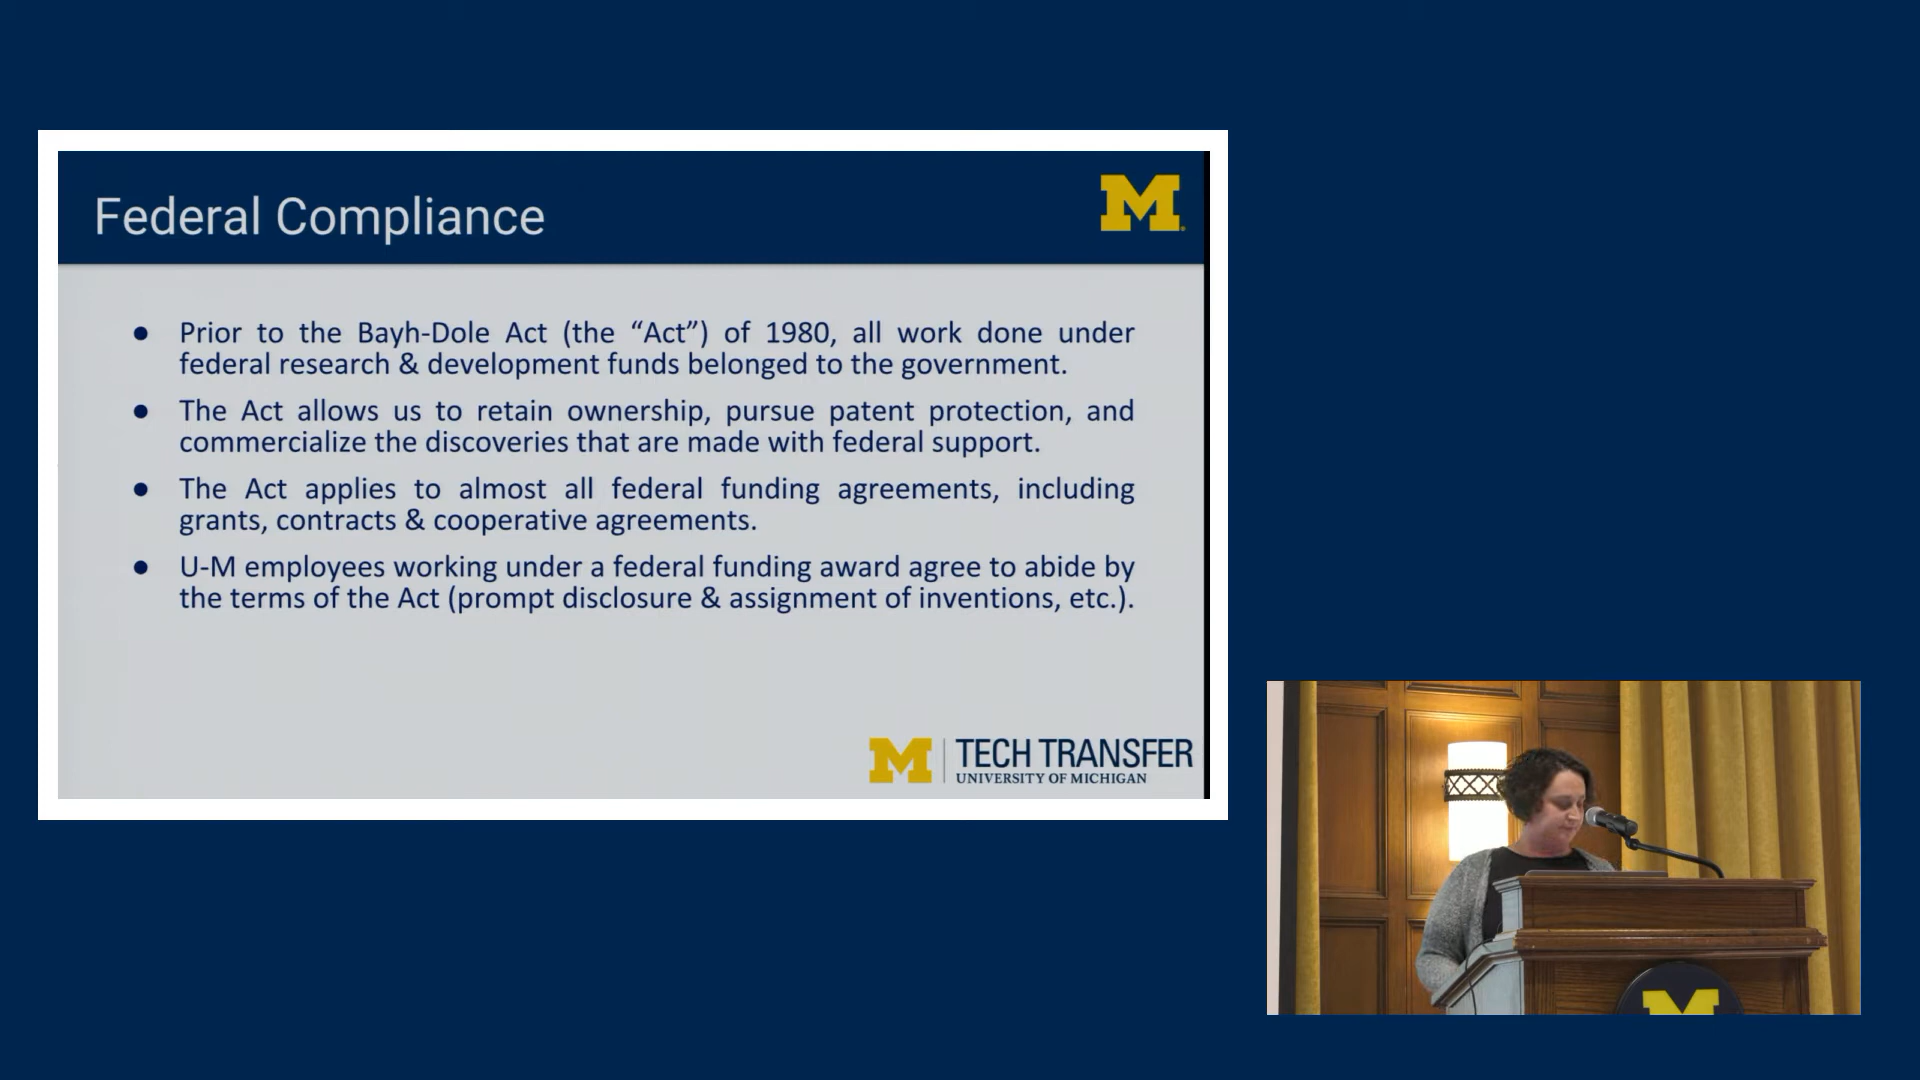 Federal Compliance
M
● Prior to the Bayh-Dole Act (the “Act”) of 1980, all work done under
federal research & development funds belonged to the government.
● The Act allows us to retain ownership, pursue patent protection, and
commercialize the discoveries that are made with federal support.
● The Act applies to almost all federal funding agreements, including
grants, contracts & cooperative agreements.
● U-M employees working under a federal funding award agree to abide by
the terms of the Act (prompt disclosure & assignment of inventions, etc.).
M TECH TRANSFER
UNIVERSITY OF MICHIGAN
M